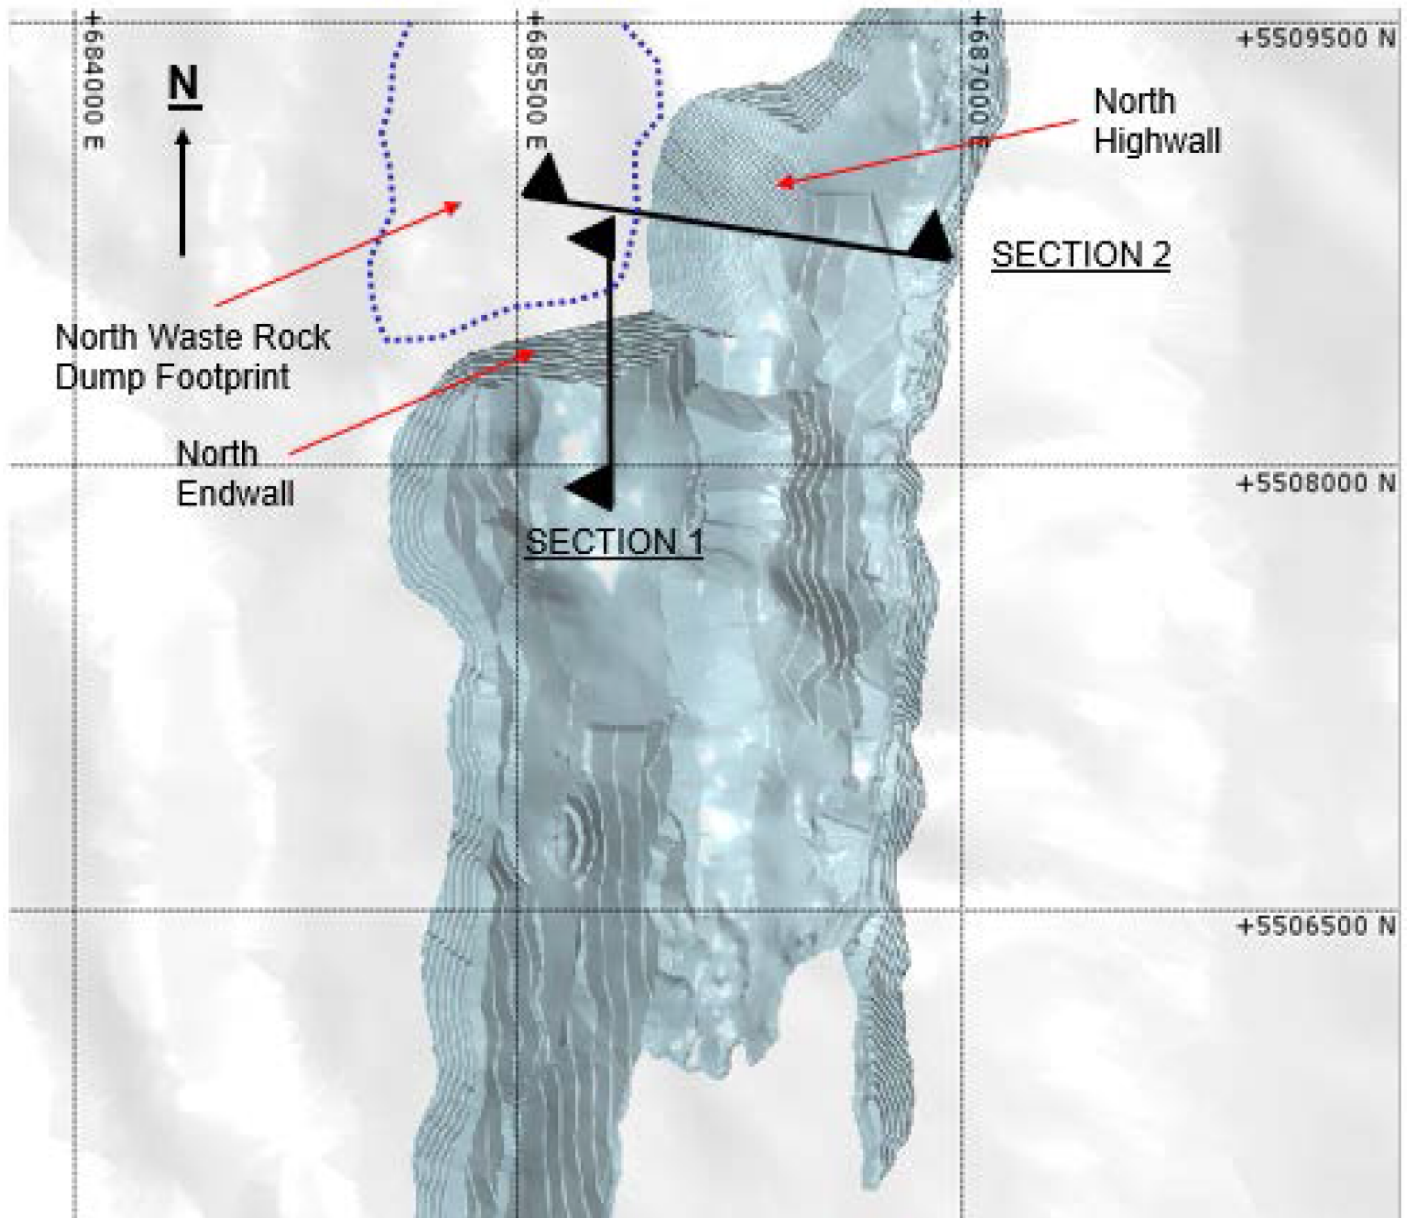 +684000 E
+685500 E
+687000 E
+5509500 N
N
North
Highwall
SECTION 2
North Waste Rock
Dump Footprint
North
Endwall
+5508000 N
SECTION 1
+5506500 N